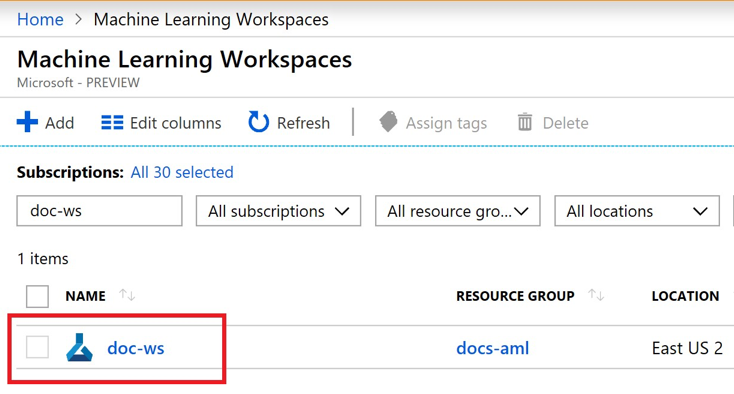 Home > Machine Learning Workspaces
Machine Learning Workspaces
Microsoft - PREVIEW
Add Edit columns Refresh Assign tags Delete
Subscriptions: All 30 selected
doc-ws All subscriptions All resource gro... All locations
1 items
NAME RESOURCE GROUP LOCATION
doc-ws docs-aml East US 2